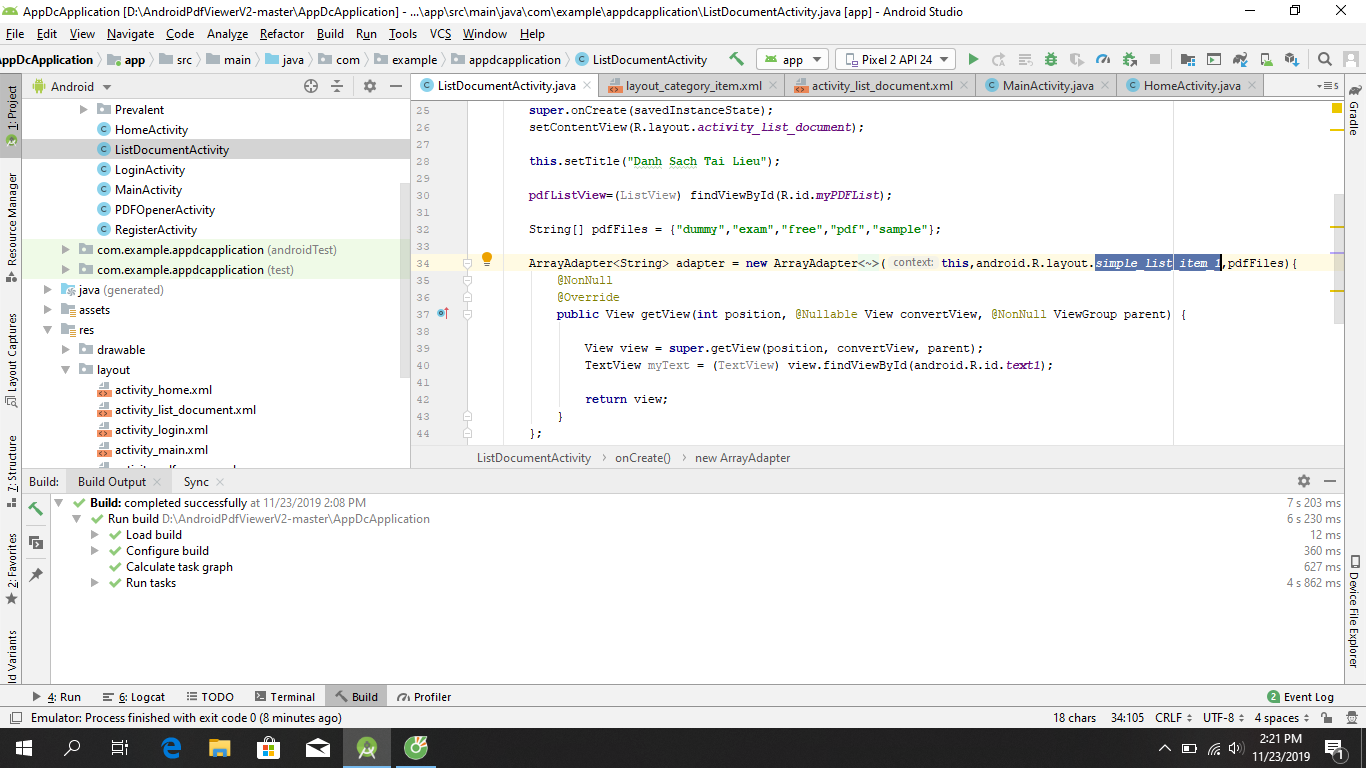 AppDcApplication [D:\AndroidPdfViewerV2-master\AppDcApplication] - ...\app\src\main\java\com\example\appdcapplication\ListDocumentActivity.java [app] - Android Studio
File Edit View Navigate Code Analyze Refactor Build Run Tools VCS Window Help
AppDcApplication app src main java com example appdcapplication ListDocumentActivity app Pixel 2 API 24
1: Project
Resource Manager
Layout Captures
7: Structure
2: Favorites
Android
Prevalent
HomeActivity
ListDocumentActivity
LoginActivity
MainActivity
PDFOpenerActivity
RegisterActivity
com.example.appdcapplication (androidTest)
com.example.appdcapplication (test)
java (generated)
assets
res
drawable
layout
activity_home.xml
activity_list_document.xml
activity_login.xml
activity_main.xml
ListDocumentActivity.java layout_category_item.xml activity_list_document.xml MainActivity.java HomeActivity.java 5
25 super.onCreate(savedInstanceState);
26 setContentView(R.layout.activity_list_document);
27
28 this.setTitle("Danh Sach Tai Lieu");
29
30 pdfListView=(ListView) findViewById(R.id.myPDFList);
31
32 String[] pdfFiles = {"dummy","exam","free","pdf","sample"};
33
34 ArrayAdapter<String> adapter = new ArrayAdapter<~>( context: this,android.R.layout.simple_list_item_1,pdfFiles){
35 @NonNull
36 @Override
37 public View getView(int position, @Nullable View convertView, @NonNull ViewGroup parent) {
38
39 View view = super.getView(position, convertView, parent);
40 TextView myText = (TextView) view.findViewById(android.R.id.text1);
41
42 return view;
43 }
44 };
ListDocumentActivity onCreate() new ArrayAdapter
Gradle
Device File Explorer
Build: Build Output Sync
Build: completed successfully at 11/23/2019 2:08 PM 7 s 203 ms
Run build D:\AndroidPdfViewerV2-master\AppDcApplication 6 s 230 ms
Load build 12 ms
Configure build 360 ms
Calculate task graph 627 ms
Run tasks 4 s 862 ms
4: Run 6: Logcat TODO Terminal Build Profiler 2 Event Log
Emulator: Process finished with exit code 0 (8 minutes ago) 18 chars 34:105 CRLF UTF-8 4 spaces
2:21 PM
11/23/2019
1